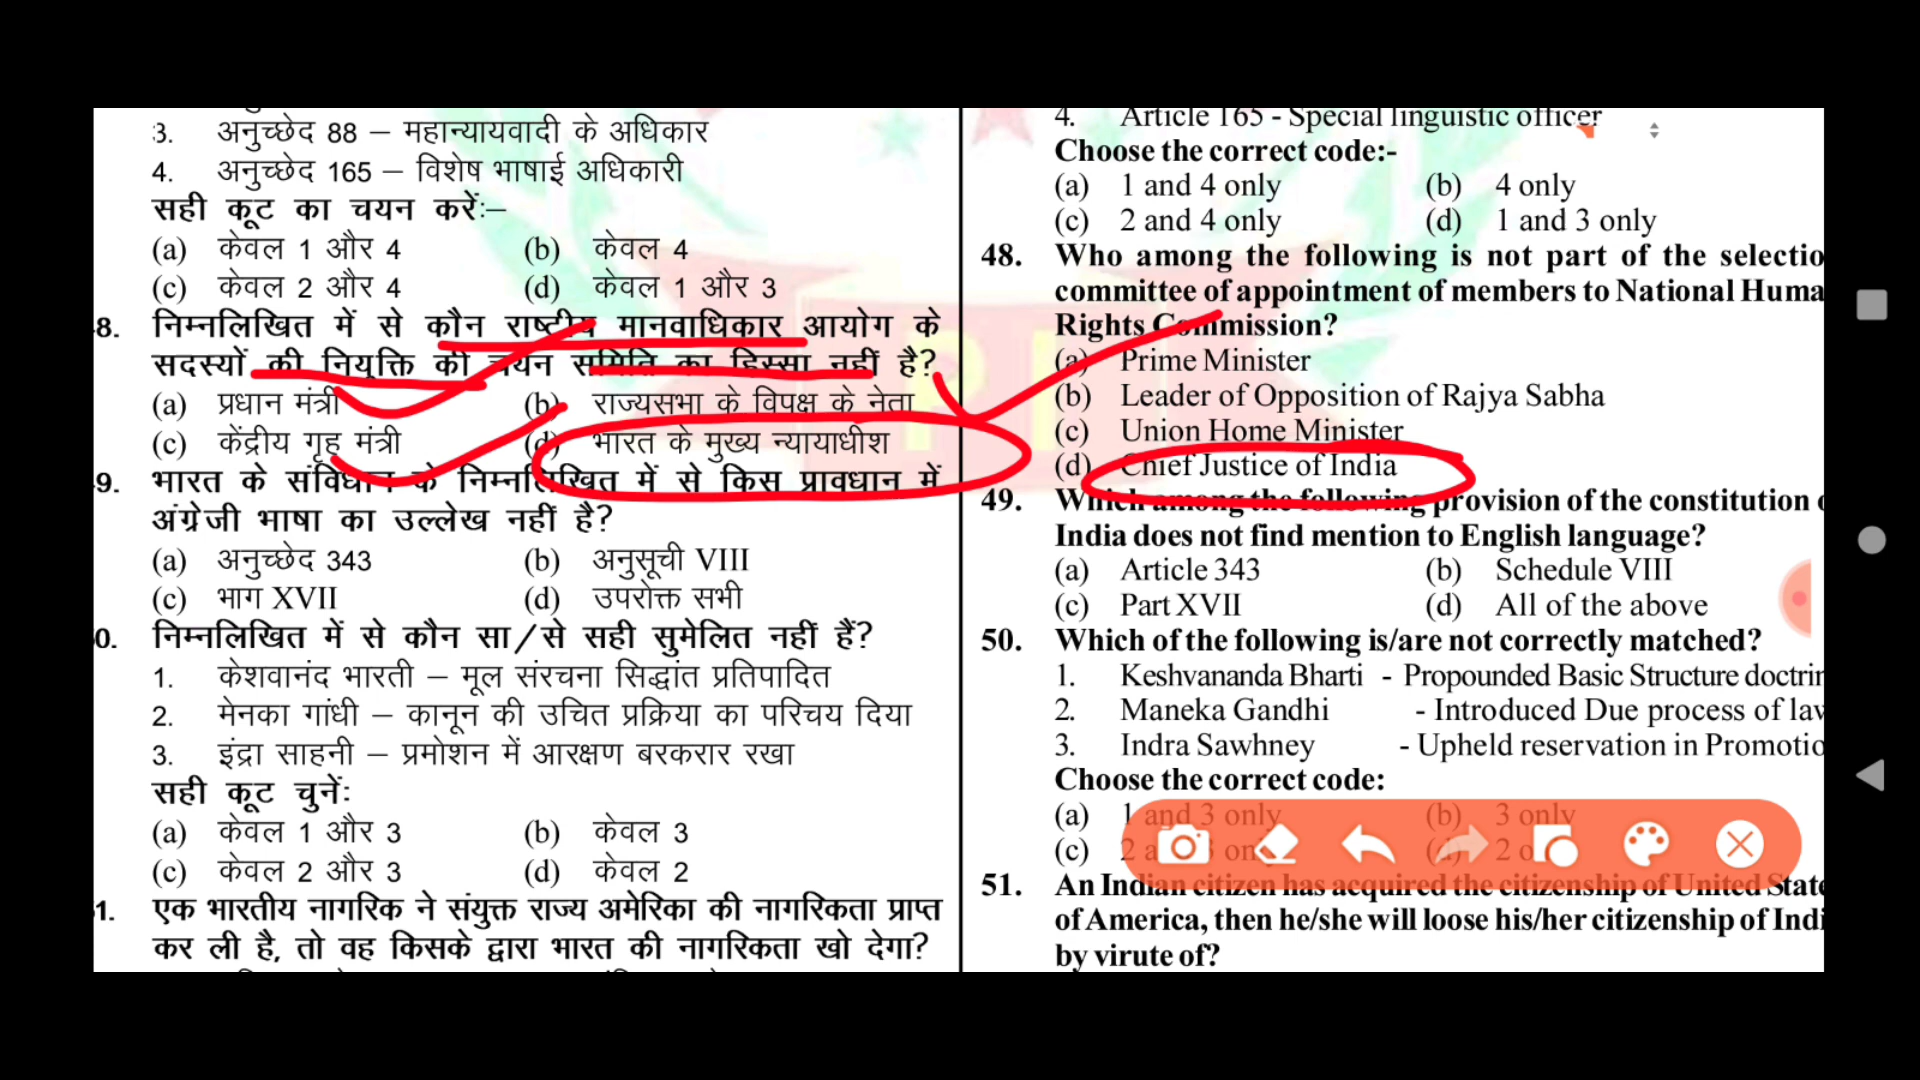 3. अनुच्छेद 88 – महान्यायवादी के अधिकार
4. अनुच्छेद 165 – विशेष भाषाई अधिकारी
सही कूट का चयन करें:–
(a) केवल 1 और 4 (b) केवल 4
(c) केवल 2 और 4 (d) केवल 1 और 3
8. निम्नलिखित में से कौन राष्ट्रीय मानवाधिकार आयोग के
सदस्यों की नियुक्ति की चयन समिति का हिस्सा नहीं है?
(a) प्रधान मंत्री (b) राज्यसभा के विपक्ष के नेता
(c) केंद्रीय गृह मंत्री (d) भारत के मुख्य न्यायाधीश
9. भारत के संविधान के निम्नलिखित में से किस प्रावधान में
अंग्रेजी भाषा का उल्लेख नहीं है?
(a) अनुच्छेद 343 (b) अनुसूची VIII
(c) भाग XVII (d) उपरोक्त सभी
0. निम्नलिखित में से कौन सा/से सही सुमेलित नहीं हैं?
1. केशवानंद भारती – मूल संरचना सिद्धांत प्रतिपादित
2. मेनका गांधी – कानून की उचित प्रक्रिया का परिचय दिया
3. इंद्रा साहनी – प्रमोशन में आरक्षण बरकरार रखा
सही कूट चुनें:
(a) केवल 1 और 3 (b) केवल 3
(c) केवल 2 और 3 (d) केवल 2
1. एक भारतीय नागरिक ने संयुक्त राज्य अमेरिका की नागरिकता प्राप्त
कर ली है, तो वह किसके द्वारा भारत की नागरिकता खो देगा?
4. Article 165 - Special linguistic officer
Choose the correct code:-
(a) 1 and 4 only (b) 4 only
(c) 2 and 4 only (d) 1 and 3 only
48. Who among the following is not part of the selectio
committee of appointment of members to National Huma
Rights Commission?
(a) Prime Minister
(b) Leader of Opposition of Rajya Sabha
(c) Union Home Minister
(d) Chief Justice of India
49. Which among the following provision of the constitution o
India does not find mention to English language?
(a) Article 343 (b) Schedule VIII
(c) Part XVII (d) All of the above
50. Which of the following is/are not correctly matched?
1. Keshvananda Bharti - Propounded Basic Structure doctrin
2. Maneka Gandhi - Introduced Due process of law
3. Indra Sawhney - Upheld reservation in Promotio
Choose the correct code:
(a) 1 and 3 only (b) 3 only
(c) 2 a
51. An Indian citizen has acquired the citizenship of United State
of America, then he/she will loose his/her citizenship of Indi
by virute of?